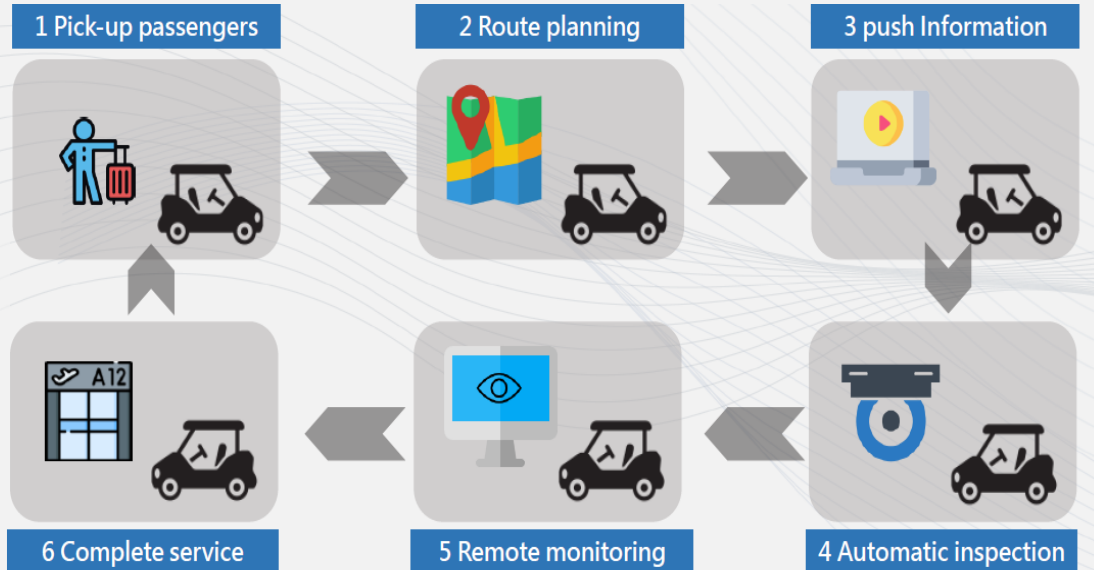 1 Pick-up passengers
2 Route planning
3 push Information
A12
6 Complete service
5 Remote monitoring
4 Automatic inspection